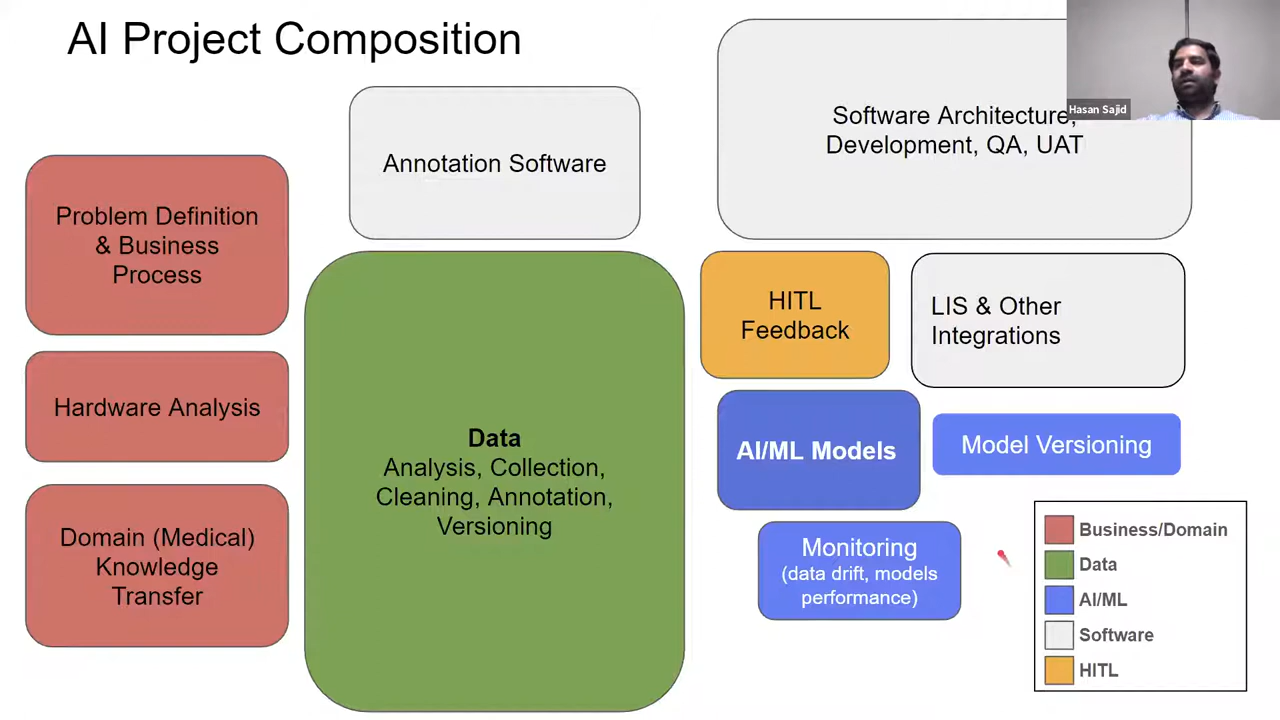 AI Project Composition
Hasan Sajid
Software Architecture,
Development, QA, UAT
Annotation Software
Problem Definition
& Business
Process
HITL
Feedback
LIS & Other
Integrations
Hardware Analysis
Data
Analysis, Collection,
Cleaning, Annotation,
Versioning
AI/ML Models
Model Versioning
Domain (Medical)
Knowledge
Transfer
Monitoring
(data drift, models
performance)
Business/Domain
Data
AI/ML
Software
HITL